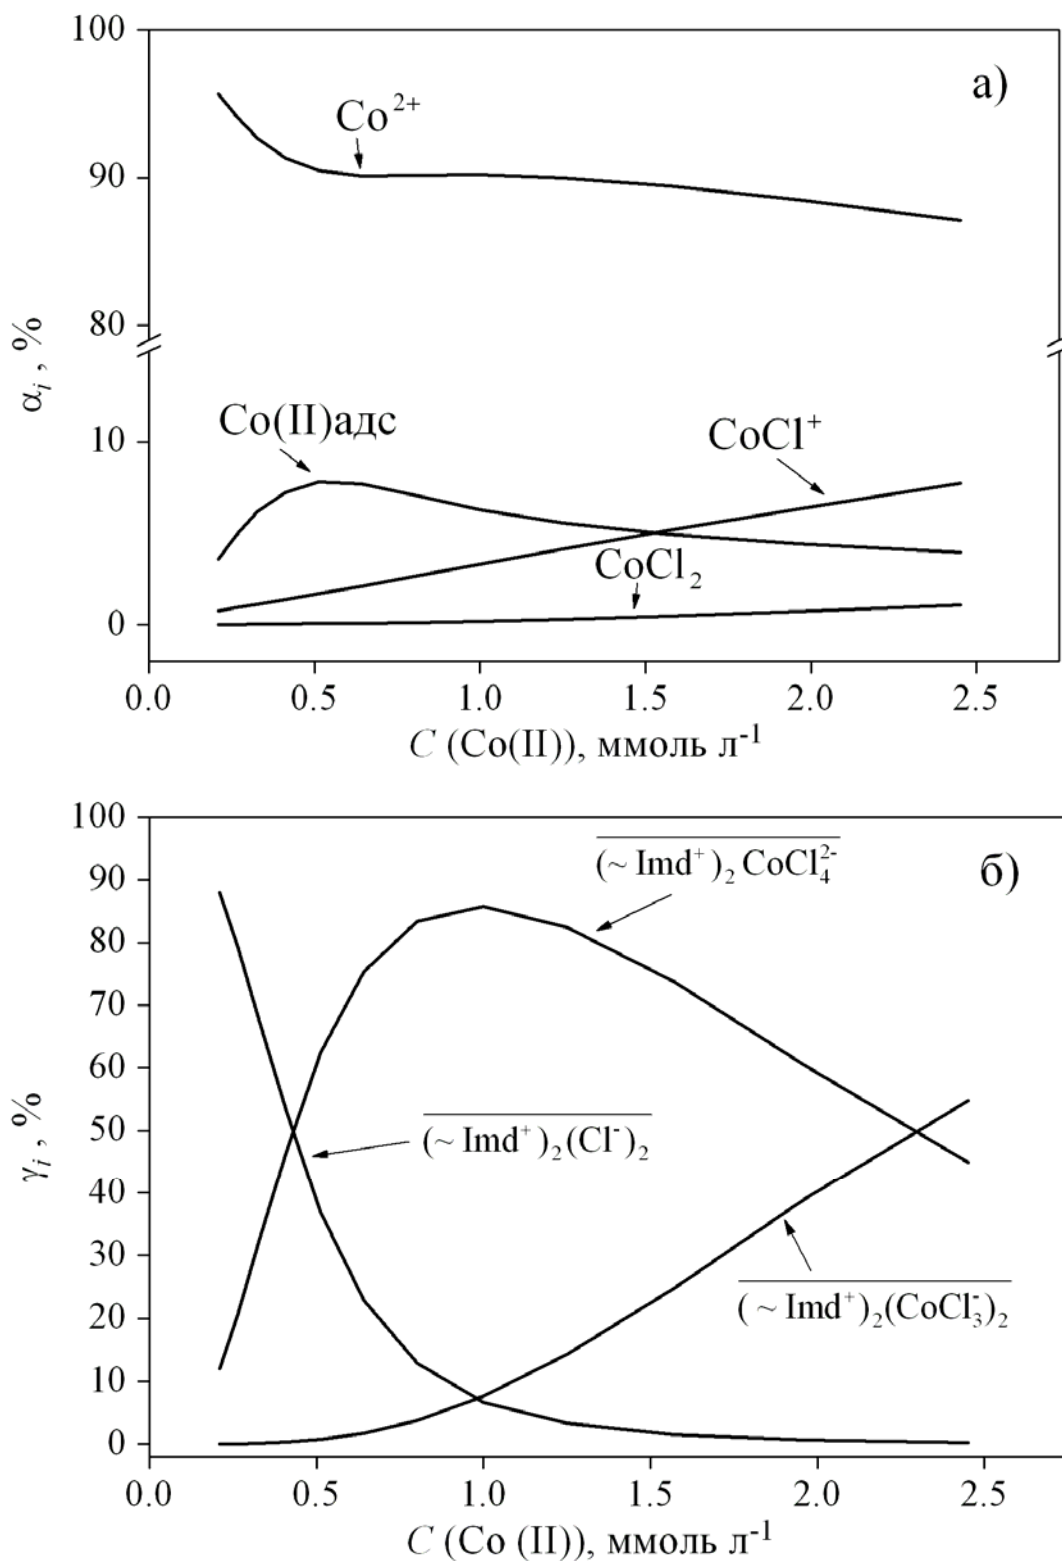 100
а)
Co²⁺
90
80
αᵢ, %
Co(II)адс
CoCl⁺
10
CoCl₂
0
0.0 0.5 1.0 1.5 2.0 2.5
C (Co(II)), ммоль л⁻¹
100
(~ Imd⁺)₂ CoCl₄²⁻
б)
90
80
70
60
γᵢ, %
50
(~ Imd⁺)₂(Cl⁻)₂
40
30
(~ Imd⁺)₂(CoCl₃⁻)₂
20
10
0
0.0 0.5 1.0 1.5 2.0 2.5
C (Co (II)), ммоль л⁻¹